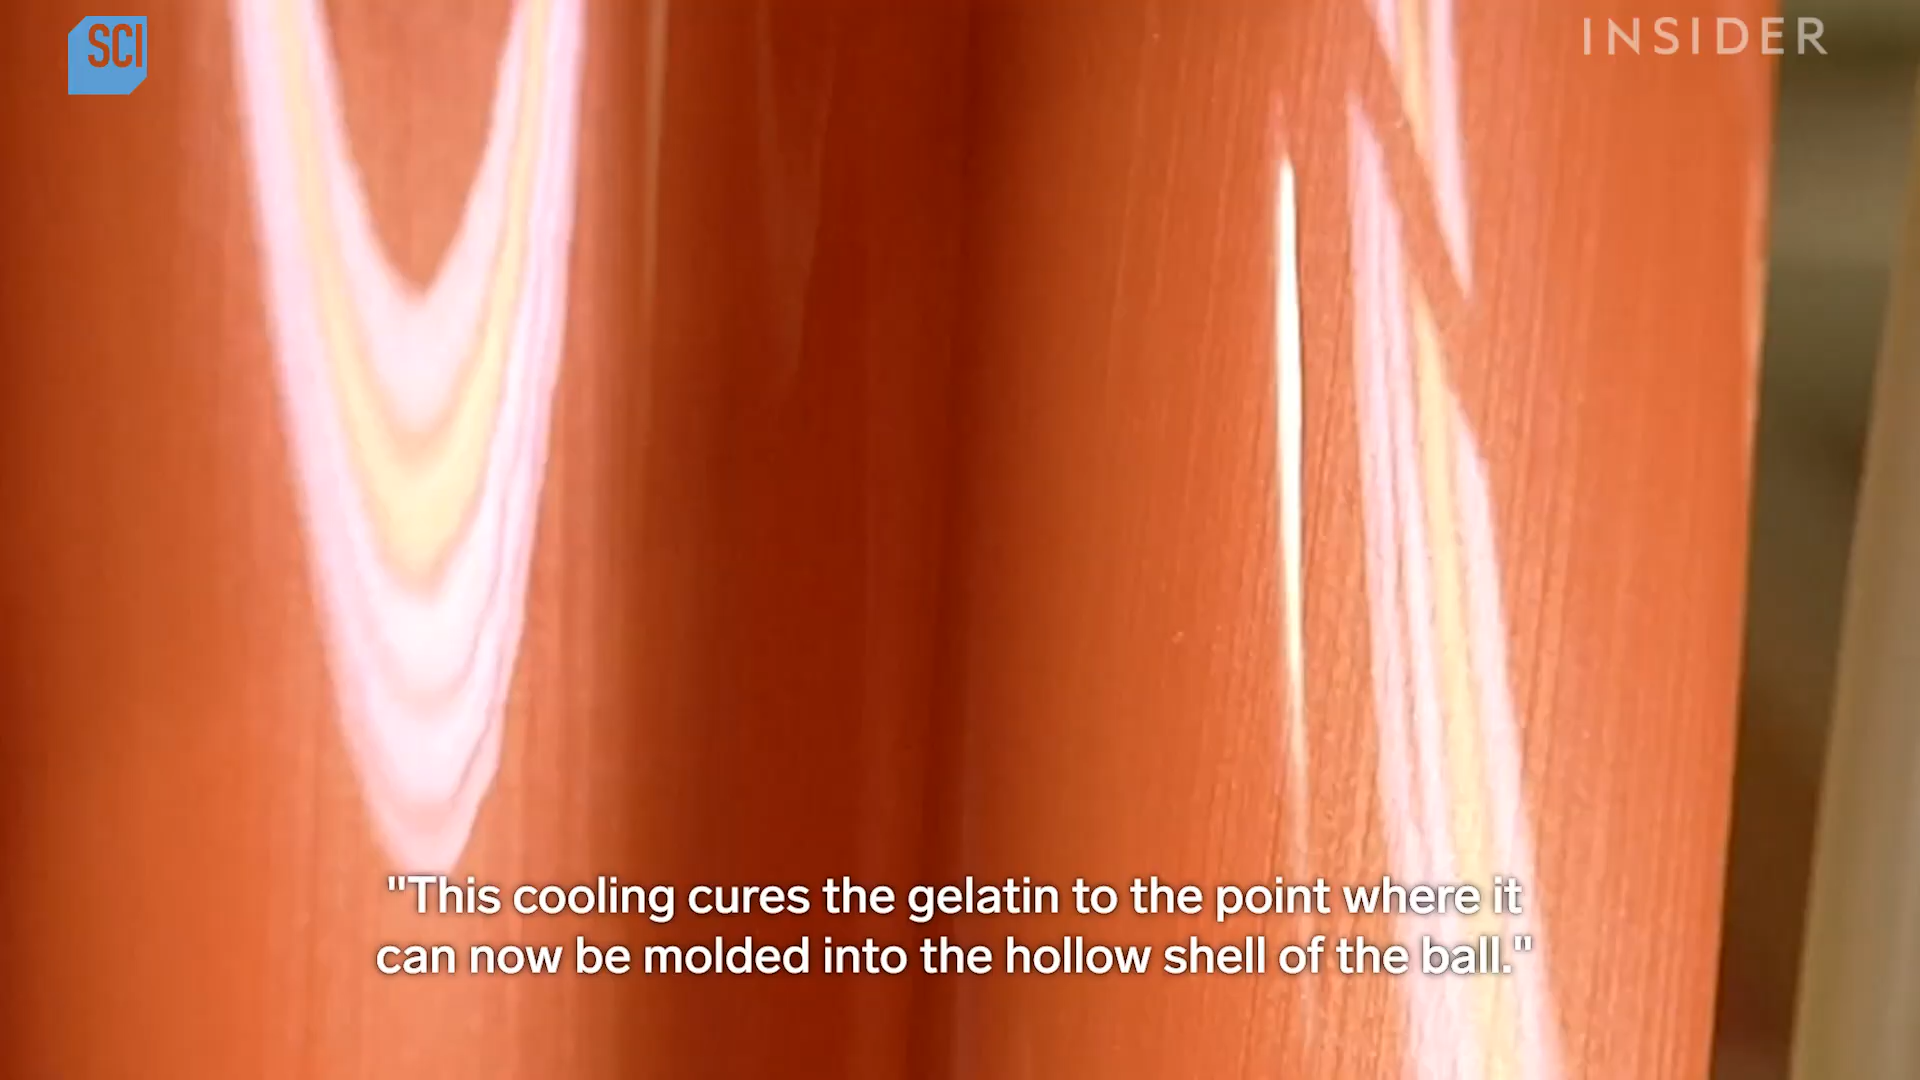 SCI
INSIDER
"This cooling cures the gelatin to the point where it
can now be molded into the hollow shell of the ball."